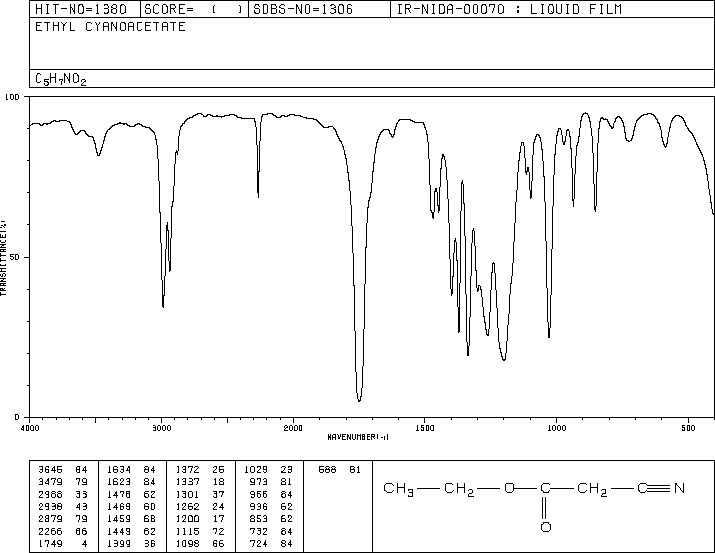 HIT-NO=1380 SCORE= ( ) SDBS-NO=1306 IR-NIDA-00070 : LIQUID FILM
ETHYL CYANOACETATE
C5H7NO2
100
50
0
TRANSMITTANCE(%)
4000 3000 2000 1500 1000 500
WAVENUMBER(-1)
3645 84 1634 84 1372 25 1029 23 588 81
3479 79 1623 84 1337 18 973 81
2988 33 1478 62 1301 37 966 84
2938 43 1469 60 1262 24 936 62
2879 79 1459 68 1200 17 853 62
2266 66 1449 62 1115 72 732 84
1749 4 1399 36 1098 66 724 84
CH3 CH2 O C CH2 C N
O